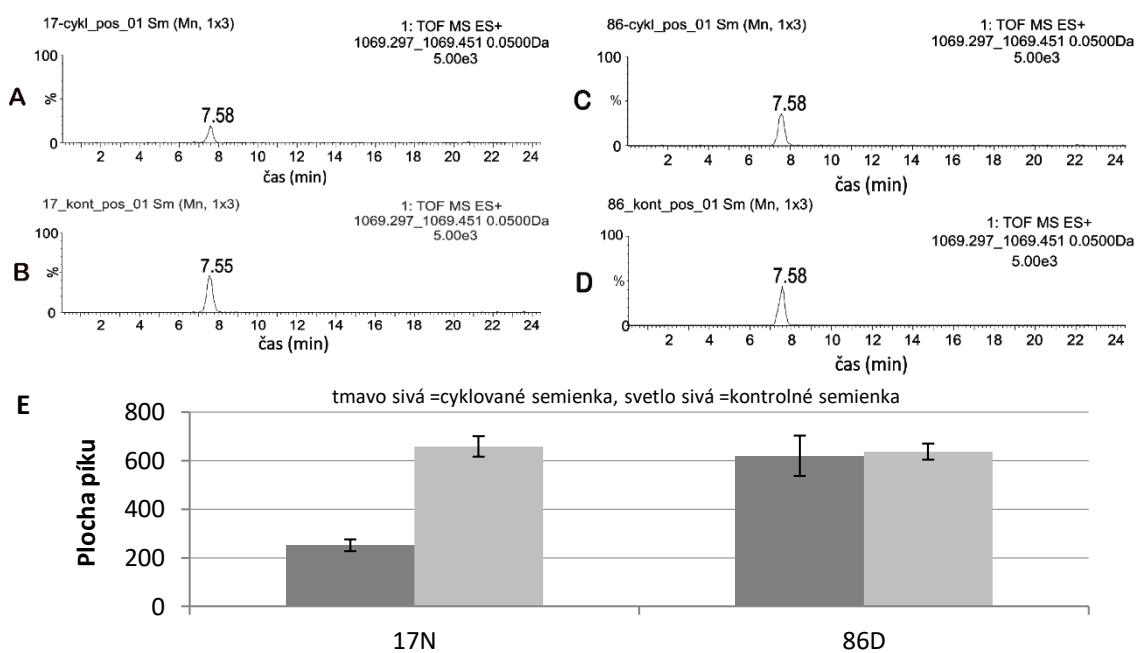 17-cykl_pos_01 Sm (Mn, 1x3)
1: TOF MS ES+
1069.297_1069.451 0.0500Da
5.00e3
100
A
%
7.58
0
2 4 6 8 10 12 14 16 18 20 22 24
čas (min)
17_kont_pos_01 Sm (Mn, 1x3)
1: TOF MS ES+
1069.297_1069.451 0.0500Da
5.00e3
100
B
%
7.55
0
2 4 6 8 10 12 14 16 18 20 22 24
čas (min)
86-cykl_pos_01 Sm (Mn, 1x3)
1: TOF MS ES+
1069.297_1069.451 0.0500Da
5.00e3
100
C
%
7.58
0
2 4 6 8 10 12 14 16 18 20 22 24
čas (min)
86_kont_pos_01 Sm (Mn, 1x3)
1: TOF MS ES+
1069.297_1069.451 0.0500Da
5.00e3
100
D
%
7.58
0
2 4 6 8 10 12 14 16 18 20 22 24
čas (min)
E
tmavo sivá =cyklované semienka, svetlo sivá =kontrolné semienka
Plocha píku
800
600
400
200
0
17N 86D